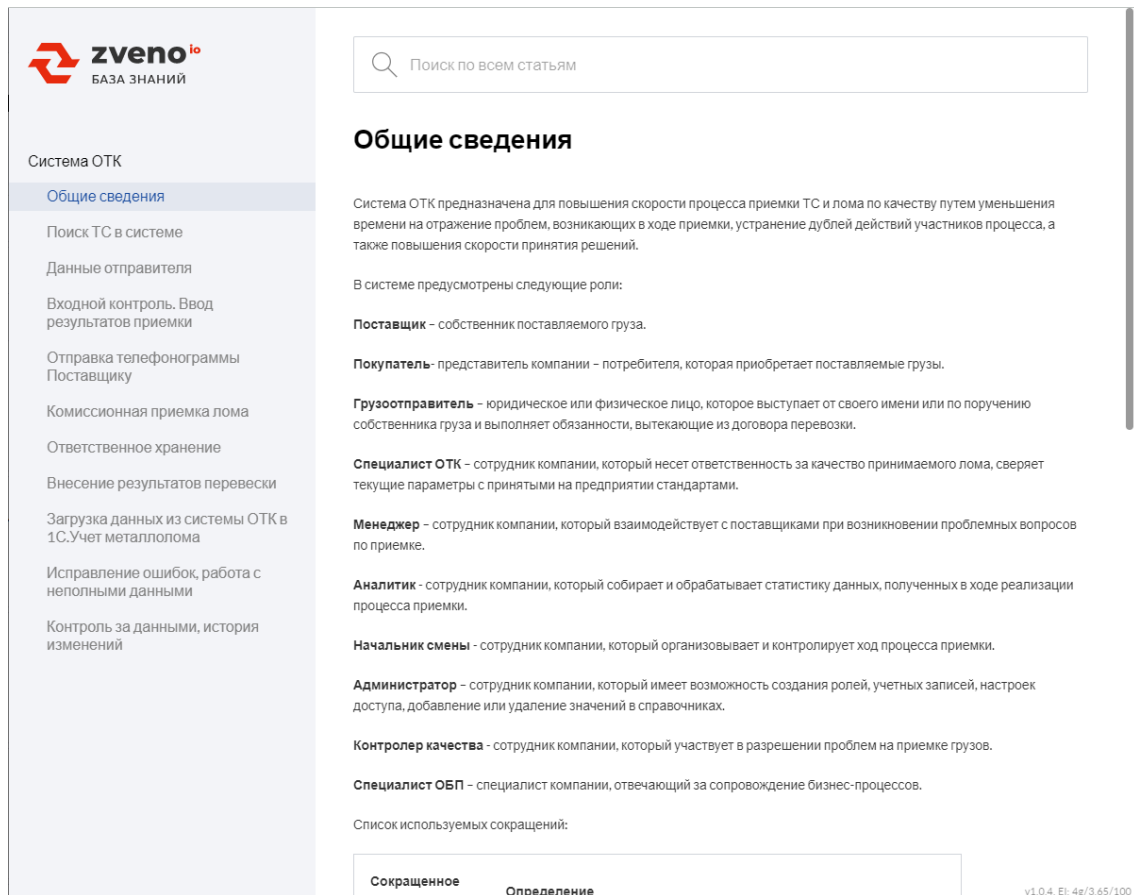 zveno io
БАЗА ЗНАНИЙ
Поиск по всем статьям
Система ОТК
Общие сведения
Поиск ТС в системе
Данные отправителя
Входной контроль. Ввод
результатов приемки
Отправка телефонограммы
Поставщику
Комиссионная приемка лома
Ответственное хранение
Внесение результатов перевески
Загрузка данных из системы ОТК в
1С.Учет металлолома
Исправление ошибок, работа с
неполными данными
Контроль за данными, история
изменений
Общие сведения
Система ОТК предназначена для повышения скорости процесса приемки ТС и лома по качеству путем уменьшения
времени на отражение проблем, возникающих в ходе приемки, устранение дублей действий участников процесса, а
также повышения скорости принятия решений.
В системе предусмотрены следующие роли:
Поставщик – собственник поставляемого груза.
Покупатель- представитель компании – потребителя, которая приобретает поставляемые грузы.
Грузоотправитель – юридическое или физическое лицо, которое выступает от своего имени или по поручению
собственника груза и выполняет обязанности, вытекающие из договора перевозки.
Специалист ОТК – сотрудник компании, который несет ответственность за качество принимаемого лома, сверяет
текущие параметры с принятыми на предприятии стандартами.
Менеджер – сотрудник компании, который взаимодействует с поставщиками при возникновении проблемных вопросов
по приемке.
Аналитик - сотрудник компании, который собирает и обрабатывает статистику данных, полученных в ходе реализации
процесса приемки.
Начальник смены - сотрудник компании, который организовывает и контролирует ход процесса приемки.
Администратор – сотрудник компании, который имеет возможность создания ролей, учетных записей, настроек
доступа, добавление или удаление значений в справочниках.
Контролер качества - сотрудник компании, который участвует в разрешении проблем на приемке грузов.
Специалист ОБП – специалист компании, отвечающий за сопровождение бизнес-процессов.
Список используемых сокращений:
Сокращенное
Определение
v1.0.4, EI: 4g/3.65/100